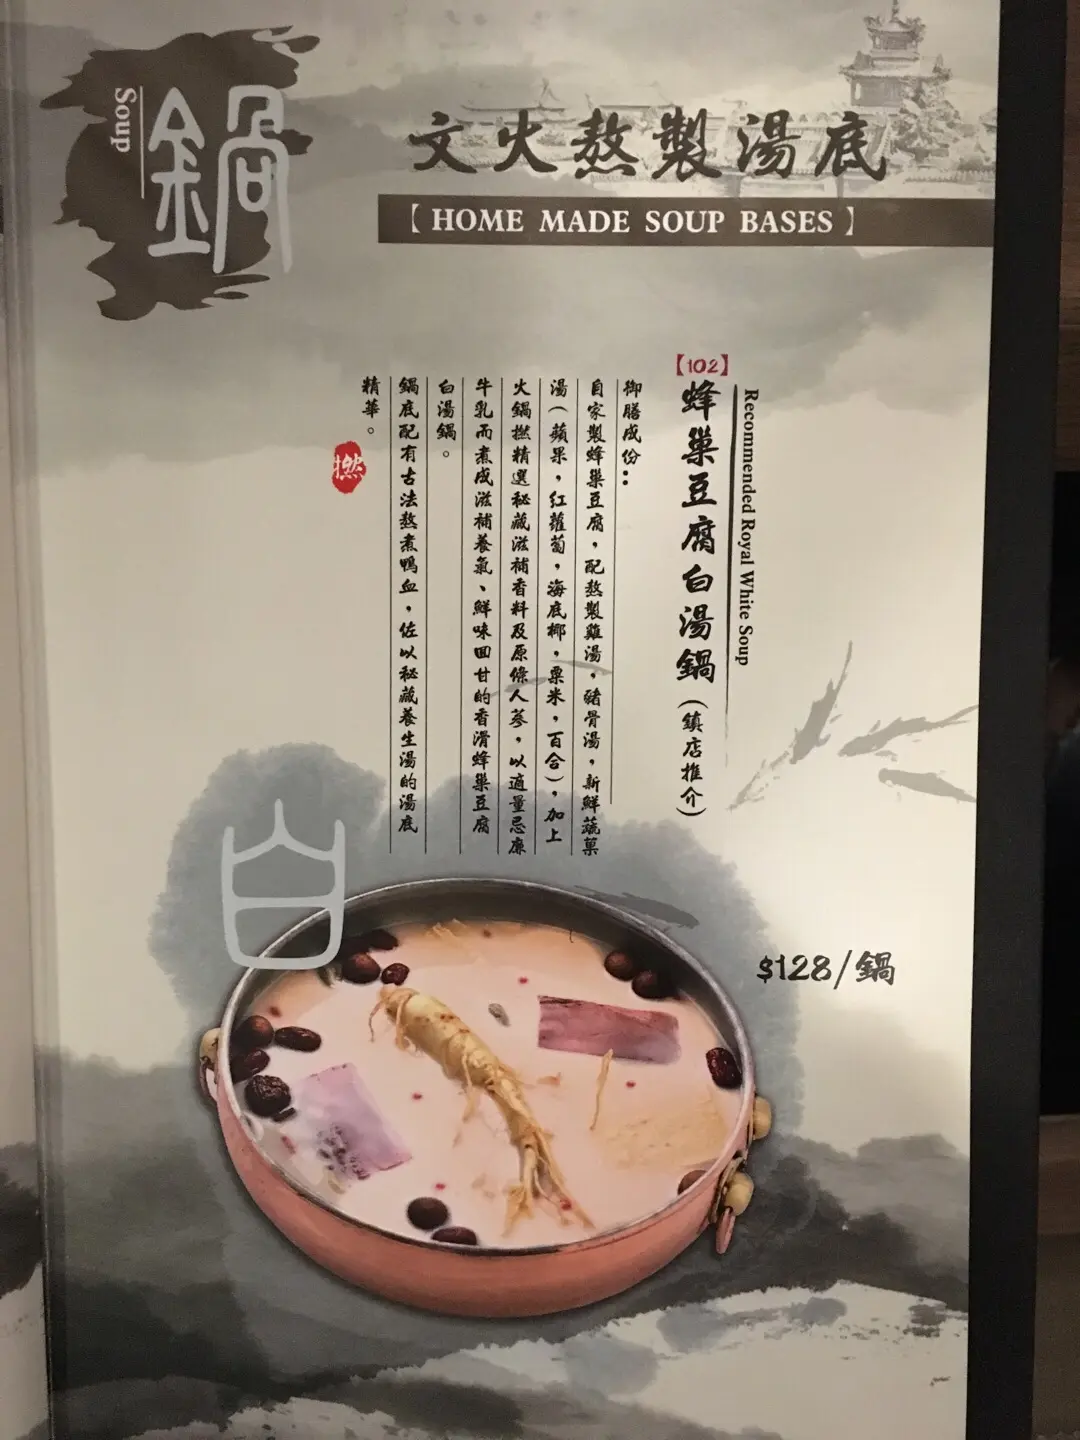 鍋
Soup
文火熬製湯底
【HOME MADE SOUP BASES】
【102】
蜂巢豆腐白湯鍋(鎮店推介)
Recommended Royal White Soup
御膳成份：
自家製蜂巢豆腐，配熬製雞湯，豬骨湯，新鮮蔬菓
湯(蘋果，紅蘿蔔，海底椰，粟米，百合)，加上
火鍋撚精選秘藏滋補香料及原條人蔘，以適量忌廉
牛乳而煮成滋補養氣、鮮味回甘的香滑蜂巢豆腐
白湯鍋。
鍋底配有古法熬煮鴨血，佐以秘藏養生湯的湯底
精華。
撚
白
$128/鍋